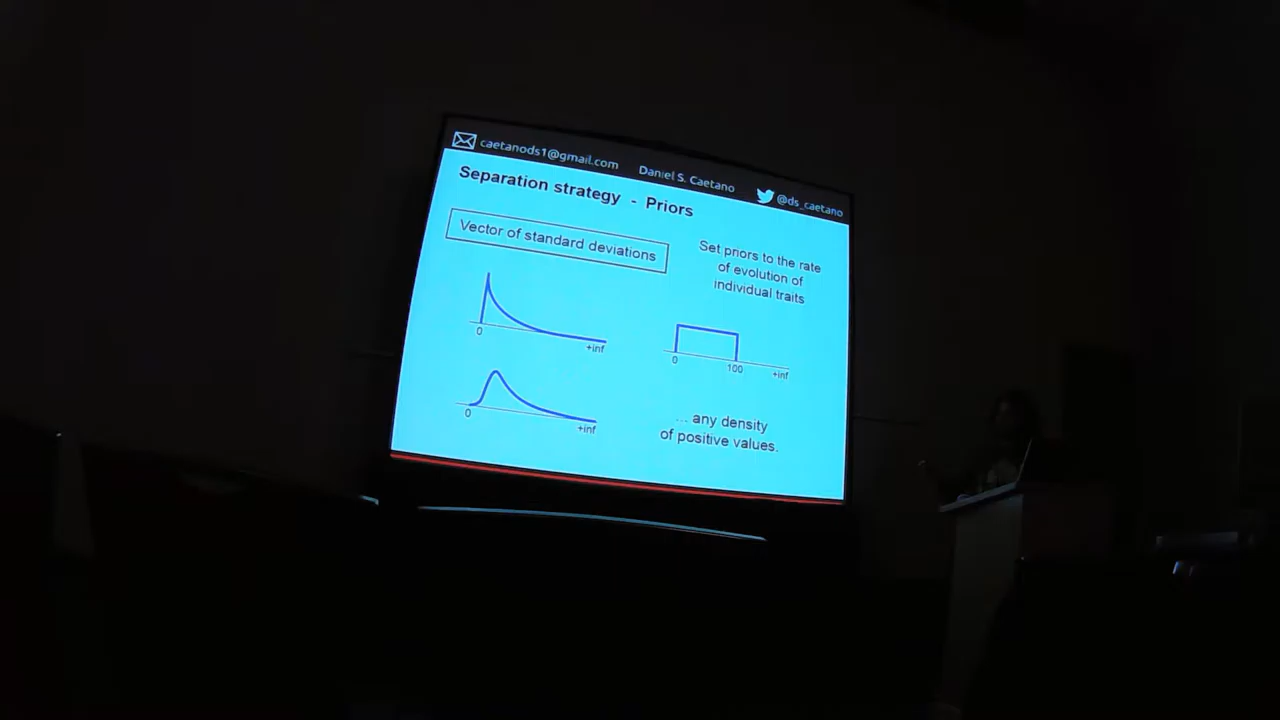 caetanods1@gmail.com Daniel S. Caetano @ds_caetano
Separation strategy - Priors
Vector of standard deviations
Set priors to the rate
of evolution of
individual traits
0 +inf
0 100 +inf
0 +inf
... any density
of positive values.